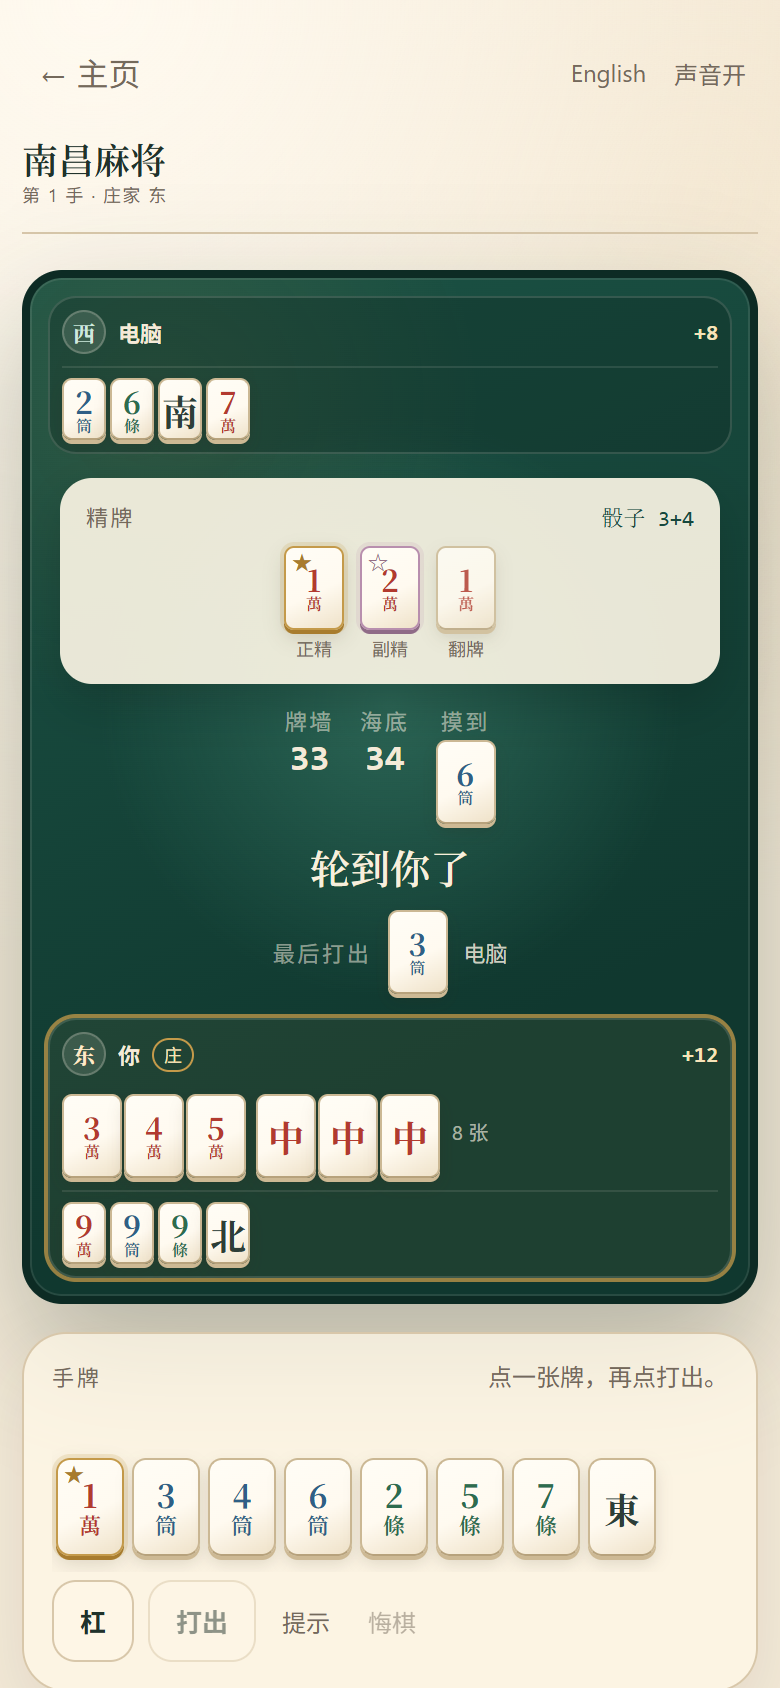 ← 主页 English 声音开
南昌麻将
第 1 手 · 庄家 东
西 电脑 +8
2筒 6條 南 7萬
精牌 骰子 3+4
★1萬 ☆2萬 1萬
正精 副精 翻牌
牌墙 海底 摸到
33 34 6筒
轮到你了
最后打出 3筒 电脑
东 你 庄 +12
3萬 4萬 5萬 中 中 中 8 张
9萬 9筒 9條 北
手牌 点一张牌，再点打出。
★1萬 3筒 4筒 6筒 2條 5條 7條 東
杠 打出 提示 悔棋